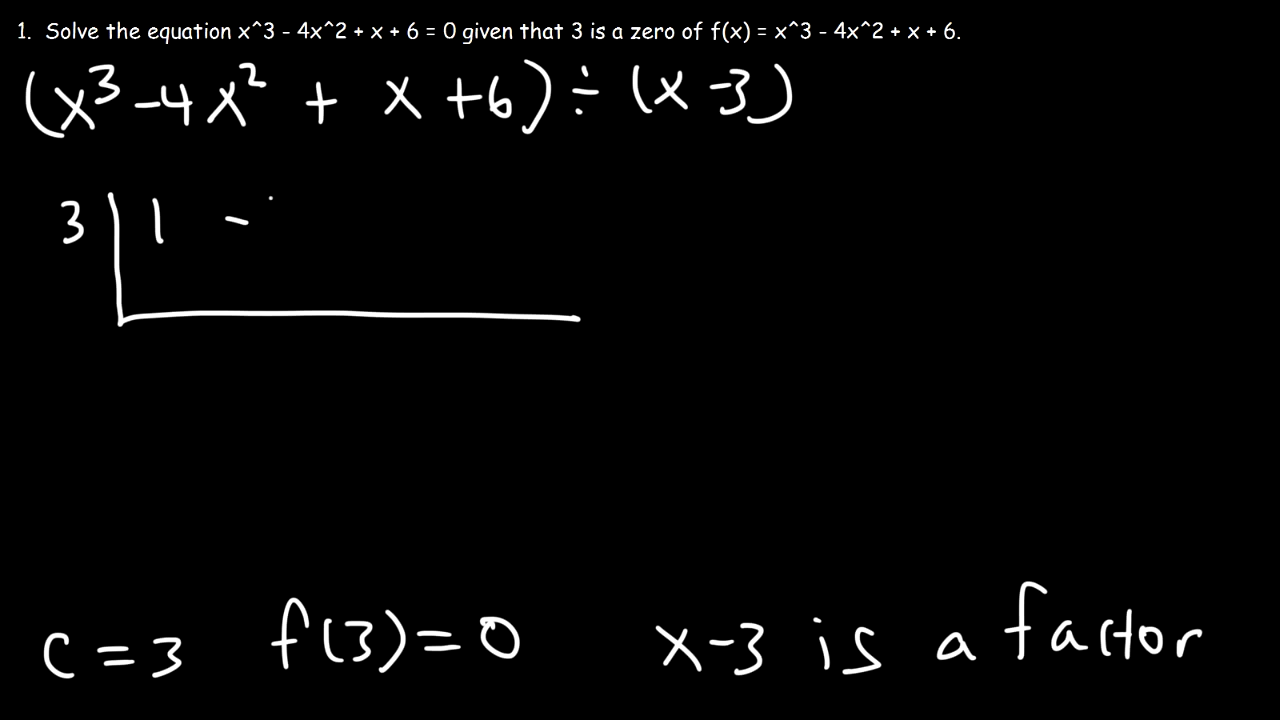 1. Solve the equation x^3 - 4x^2 + x + 6 = 0 given that 3 is a zero of f(x) = x^3 - 4x^2 + x + 6.
(x³ -4x² + x +6) ÷ (x -3)
3 | 1 -
c = 3 f(3) = 0 x-3 is a factor